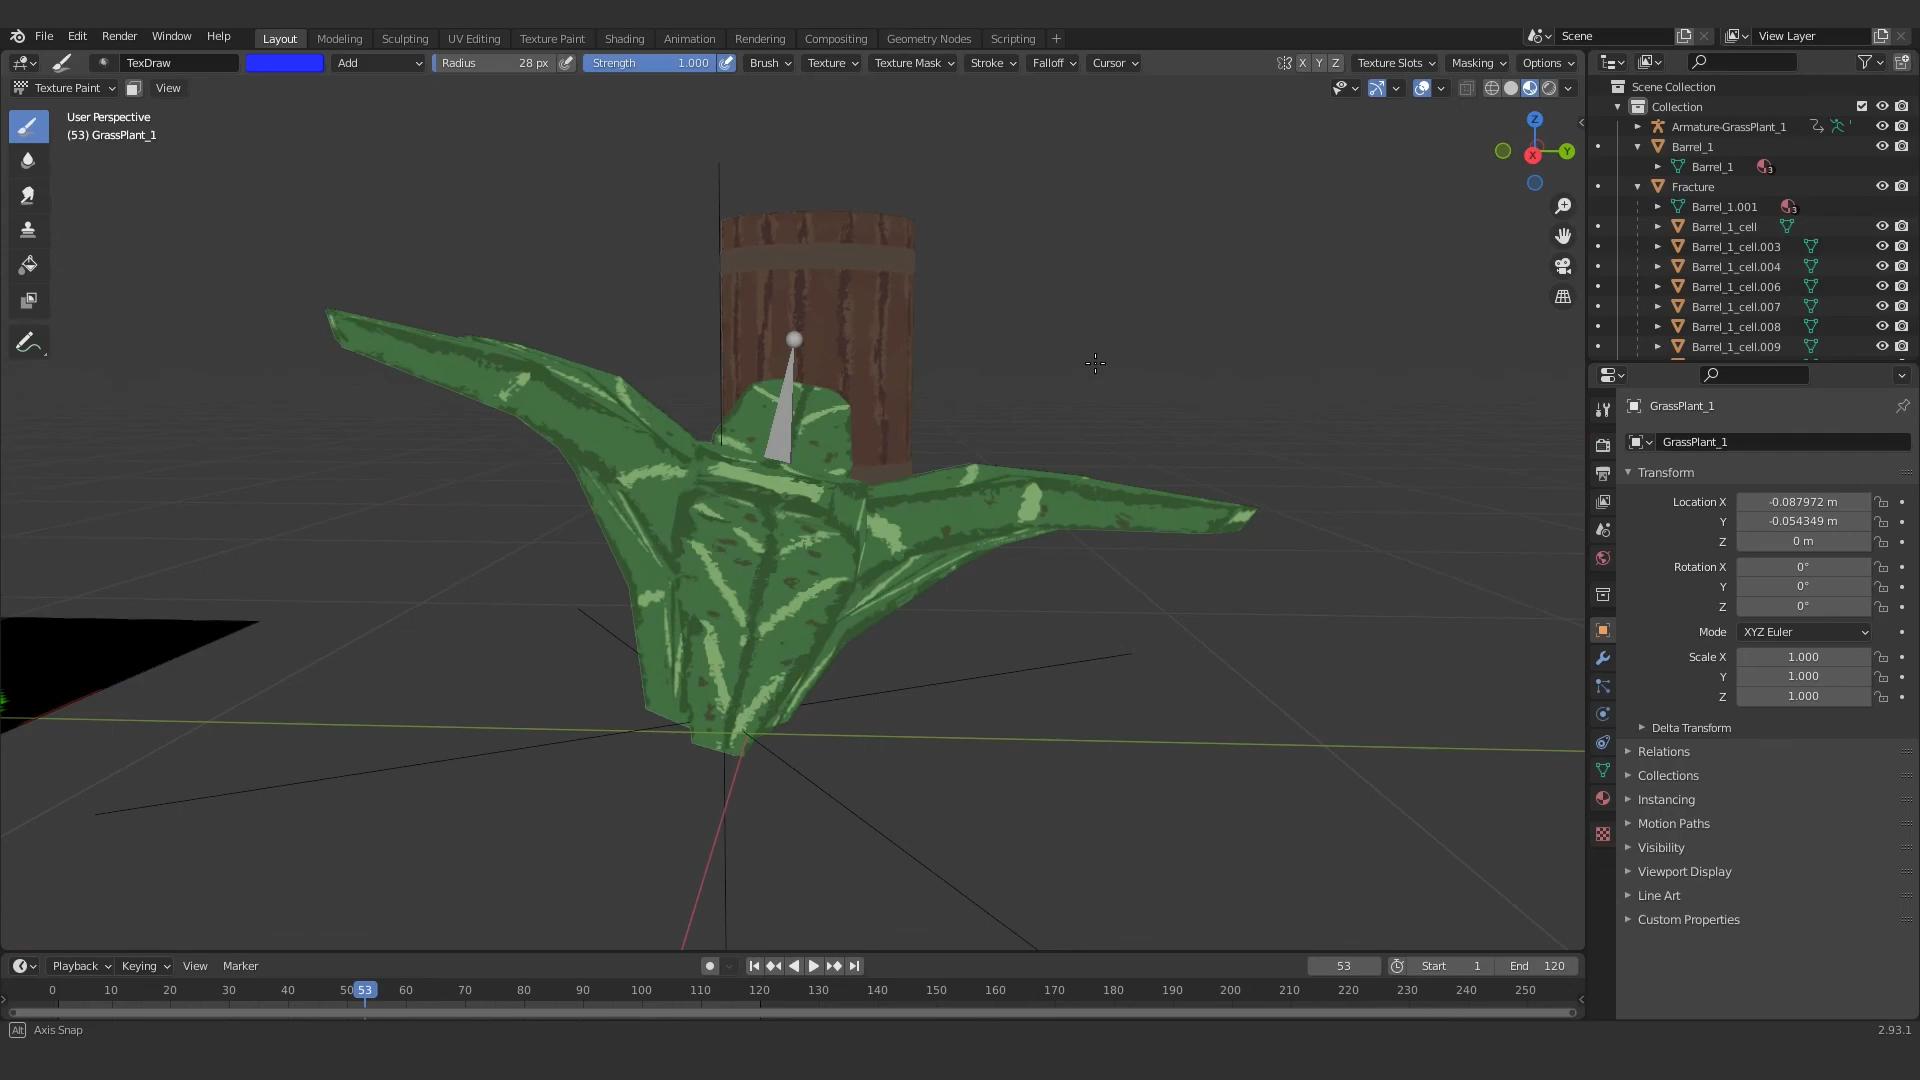 File Edit Render Window Help Layout Modeling Sculpting UV Editing Texture Paint Shading Animation Rendering Compositing Geometry Nodes Scripting + Scene View Layer
TexDraw Add Radius 28 px Strength 1.000 Brush Texture Texture Mask Stroke Falloff Cursor X Y Z Texture Slots Masking Options
Texture Paint View
User Perspective
(53) GrassPlant_1
Z
Y
X
Scene Collection
Collection
Armature-GrassPlant_1
Barrel_1
Barrel_1 3
Fracture
Barrel_1.001 3
Barrel_1_cell
Barrel_1_cell.003
Barrel_1_cell.004
Barrel_1_cell.006
Barrel_1_cell.007
Barrel_1_cell.008
Barrel_1_cell.009
GrassPlant_1
GrassPlant_1
Transform
Location X -0.087972 m
Y -0.054349 m
Z 0 m
Rotation X 0°
Y 0°
Z 0°
Mode XYZ Euler
Scale X 1.000
Y 1.000
Z 1.000
Delta Transform
Relations
Collections
Instancing
Motion Paths
Visibility
Viewport Display
Line Art
Custom Properties
Playback Keying View Marker 53 Start 1 End 120
0 10 20 30 40 50 53 60 70 80 90 100 110 120 130 140 150 160 170 180 190 200 210 220 230 240 250
Alt Axis Snap 2.93.1